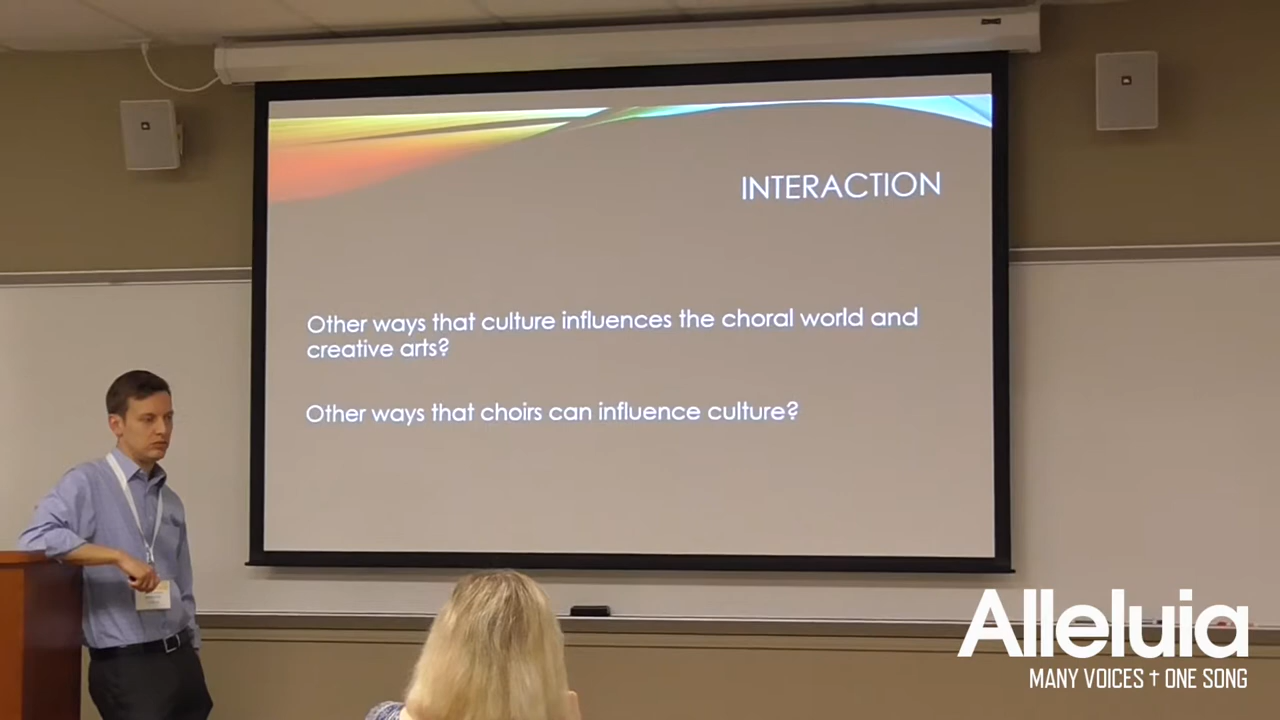 INTERACTION
Other ways that culture influences the choral world and
creative arts?
Other ways that choirs can influence culture?
Alleluia
MANY VOICES † ONE SONG